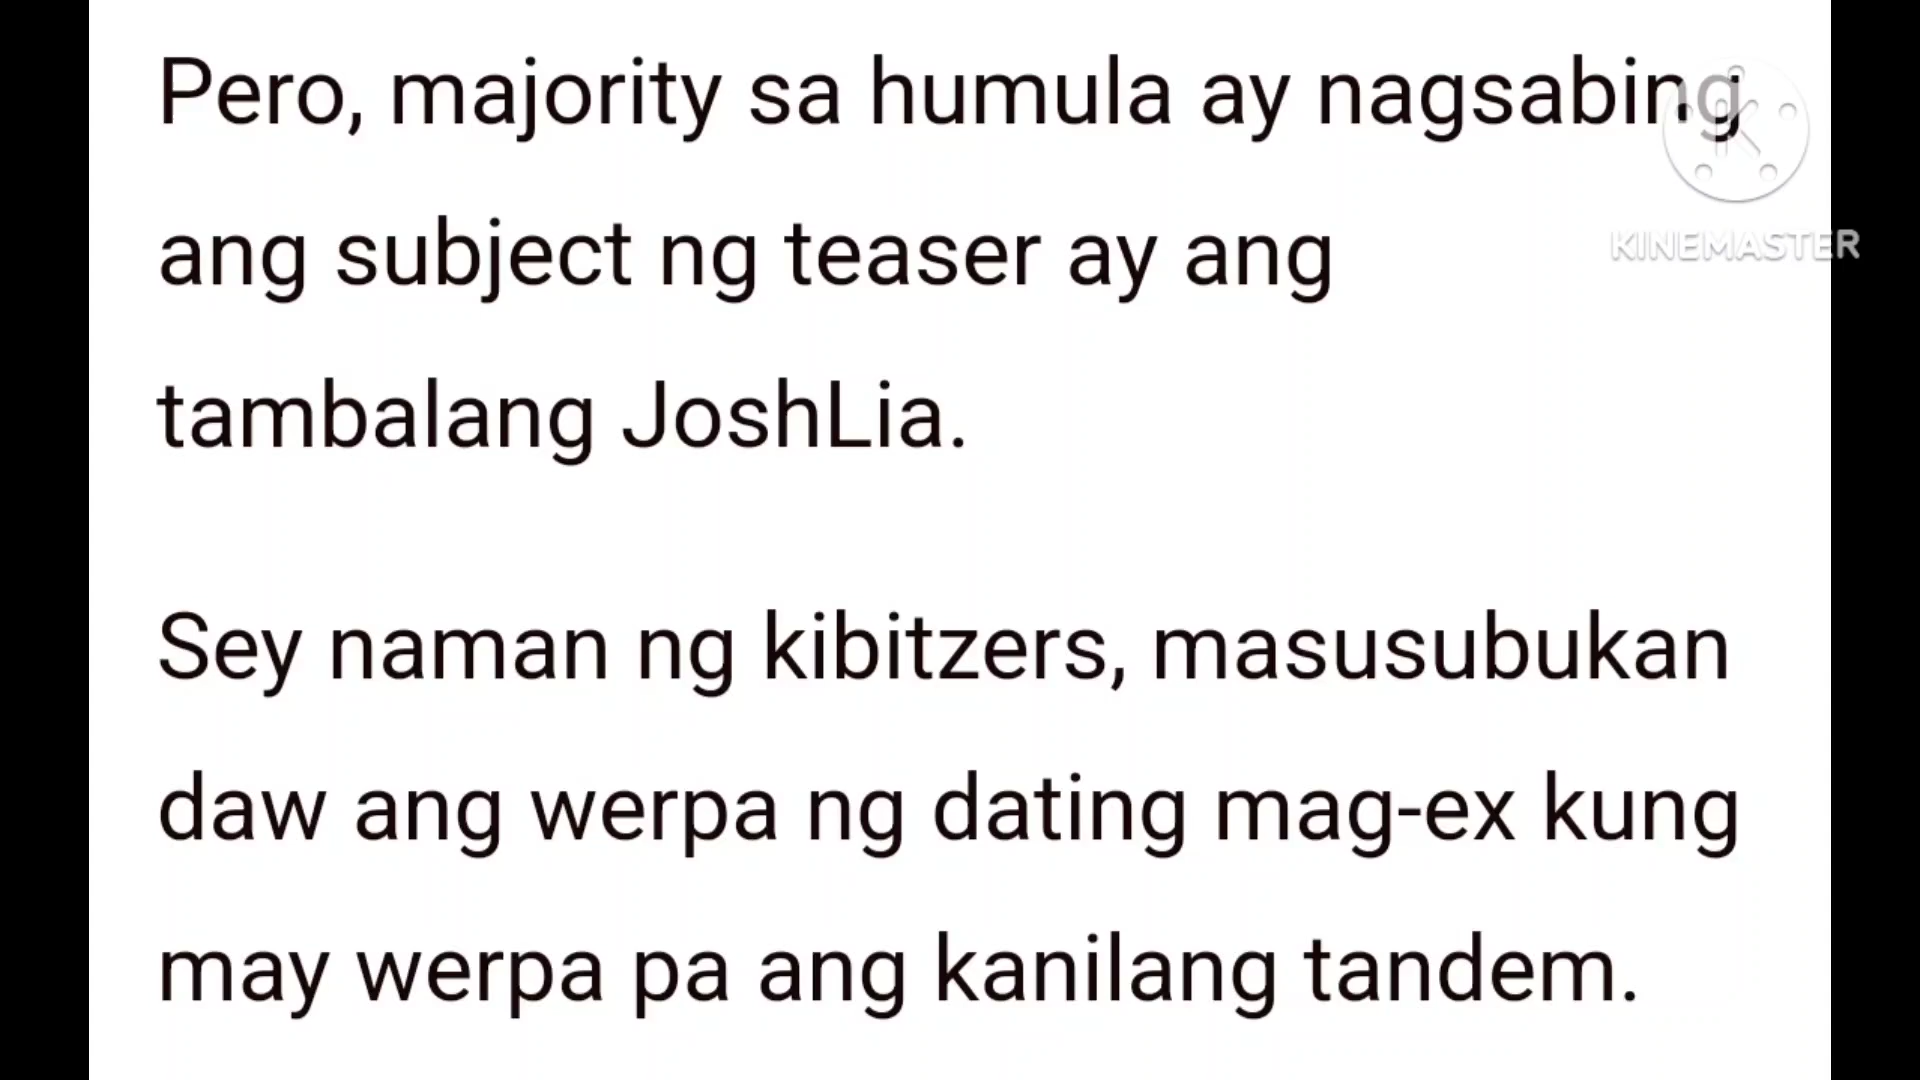 Pero, majority sa humula ay nagsabing
ang subject ng teaser ay ang
tambalang JoshLia.
Sey naman ng kibitzers, masusubukan
daw ang werpa ng dating mag-ex kung
may werpa pa ang kanilang tandem.
K
KINEMASTER